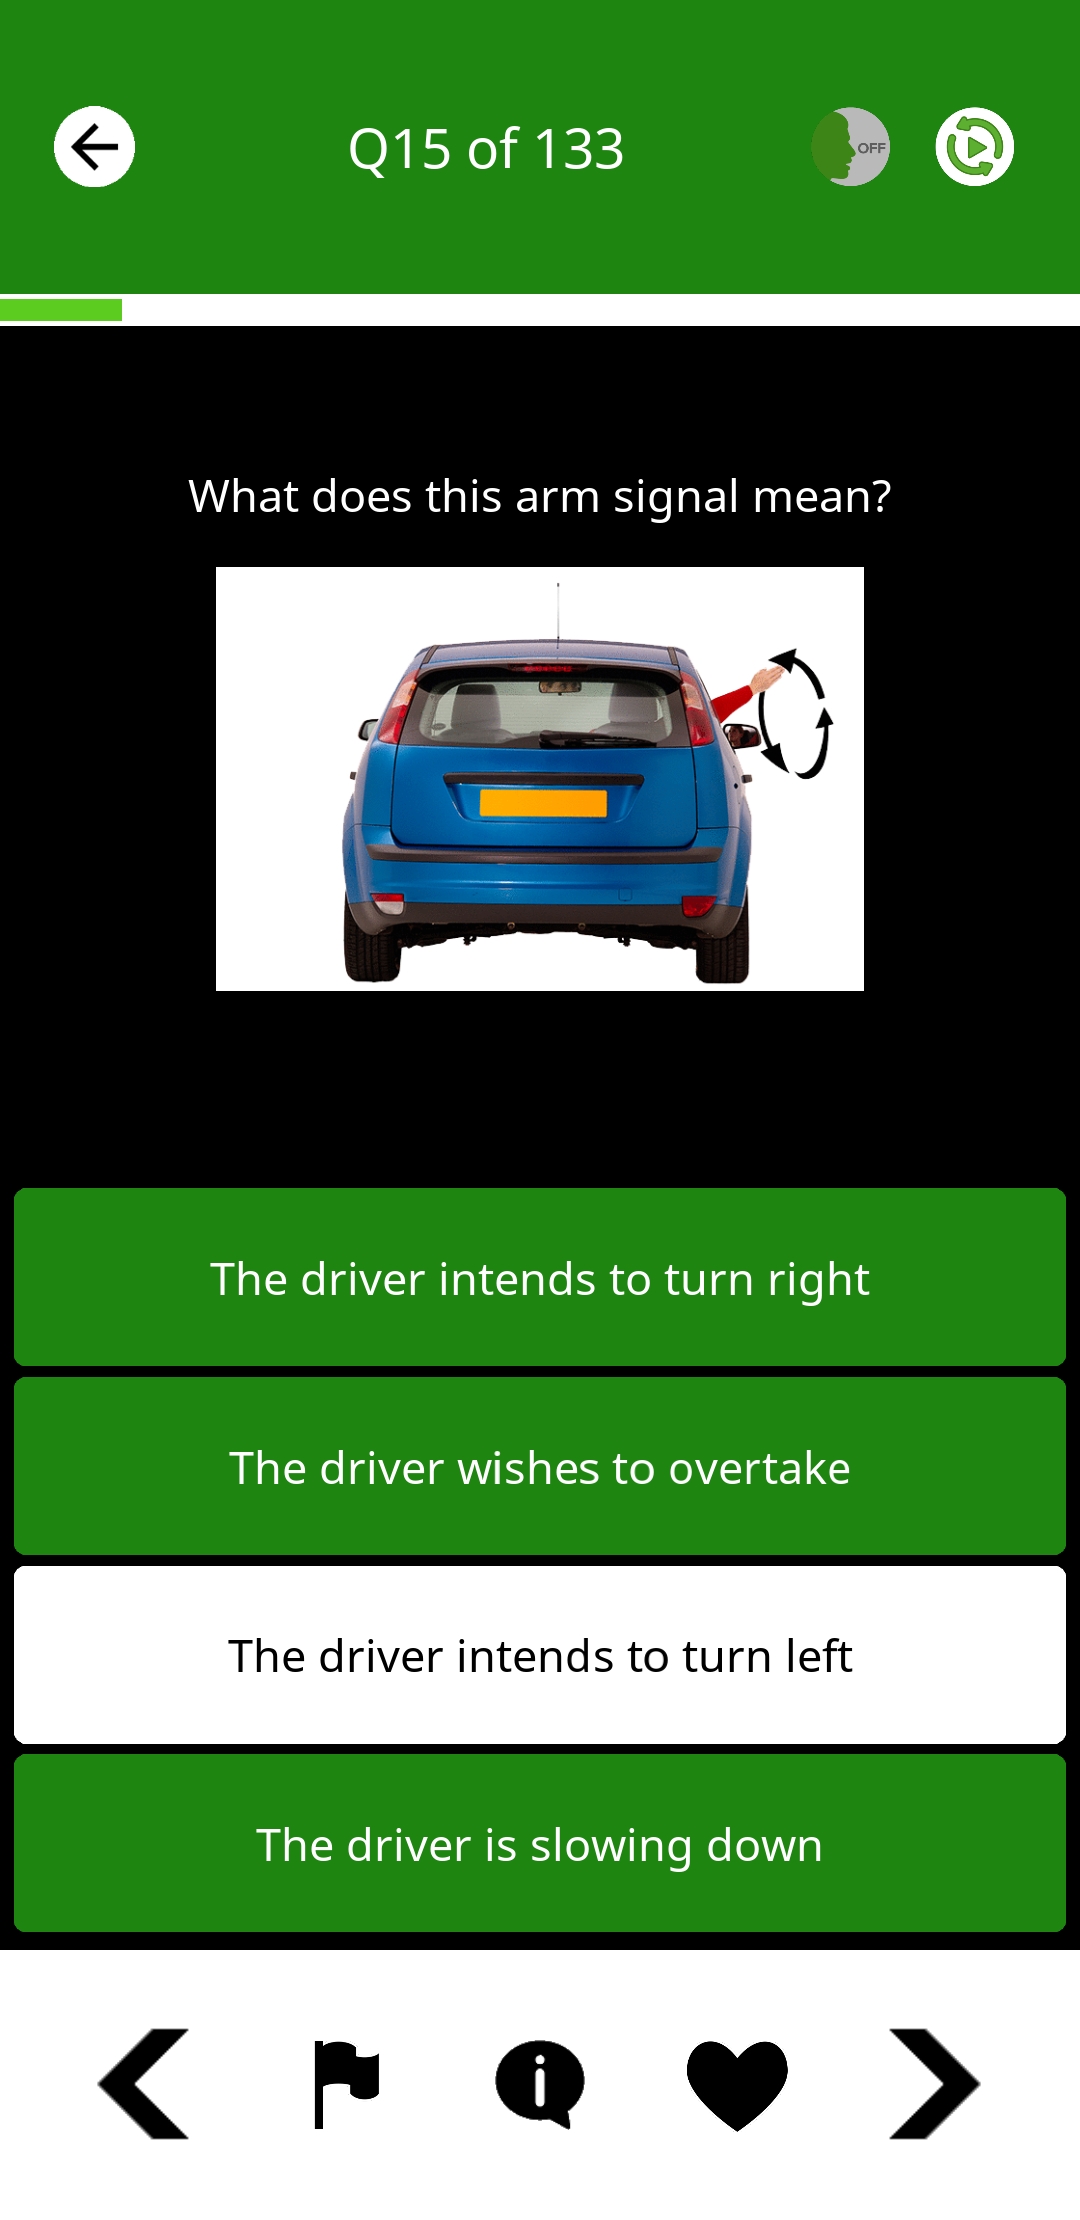 Q15 of 133
OFF
What does this arm signal mean?
The driver intends to turn right
The driver wishes to overtake
The driver intends to turn left
The driver is slowing down